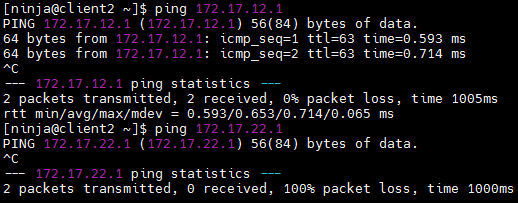 [ninja@client2 ~]$ ping 172.17.12.1
PING 172.17.12.1 (172.17.12.1) 56(84) bytes of data.
64 bytes from 172.17.12.1: icmp_seq=1 ttl=63 time=0.593 ms
64 bytes from 172.17.12.1: icmp_seq=2 ttl=63 time=0.714 ms
^C
--- 172.17.12.1 ping statistics ---
2 packets transmitted, 2 received, 0% packet loss, time 1005ms
rtt min/avg/max/mdev = 0.593/0.653/0.714/0.065 ms
[ninja@client2 ~]$ ping 172.17.22.1
PING 172.17.22.1 (172.17.22.1) 56(84) bytes of data.
^C
--- 172.17.22.1 ping statistics ---
2 packets transmitted, 0 received, 100% packet loss, time 1000ms